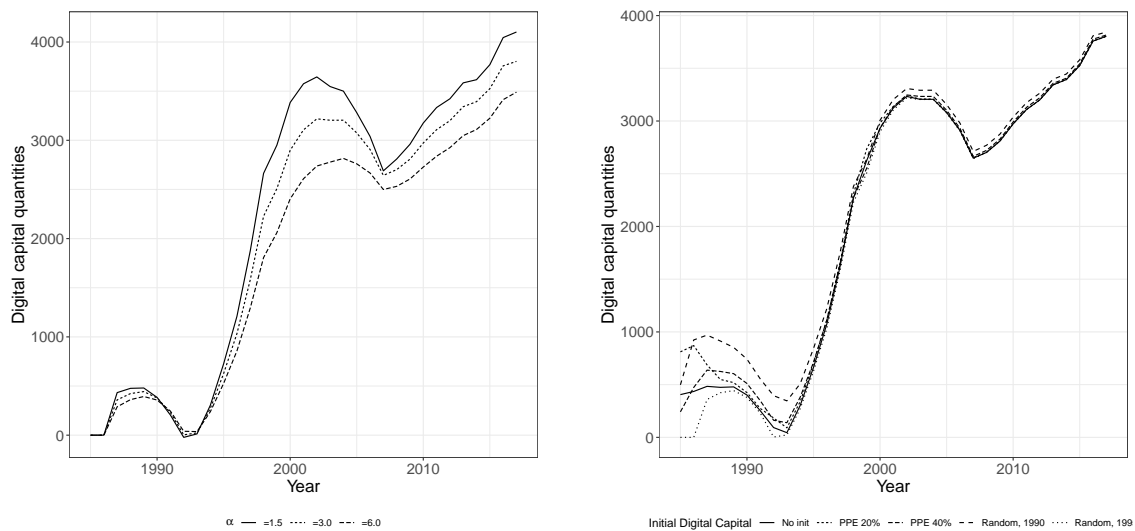 Digital capital quantities
4000
3000
2000
1000
0
1990 2000 2010
Year
α =1.5 =3.0 =6.0
Digital capital quantities
4000
3000
2000
1000
0
1990 2000 2010
Year
Initial Digital Capital No init PPE 20% PPE 40% Random, 1990 Random, 199